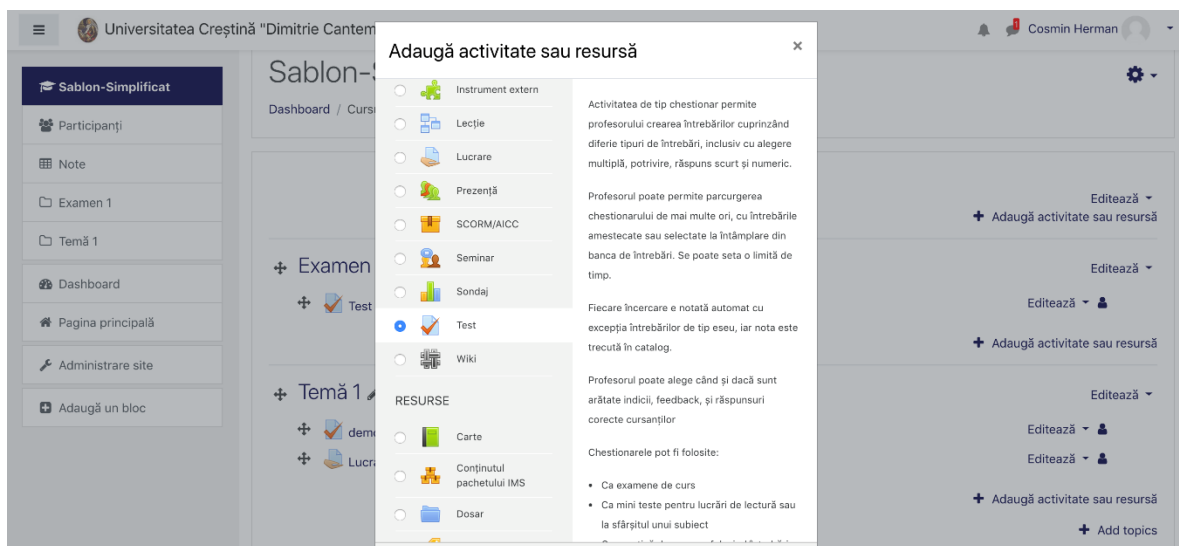 Universitatea Creștină "Dimitrie Cantem
Cosmin Herman
Sablon-Simplificat
Participanți
Note
Examen 1
Temă 1
Dashboard
Pagina principală
Administrare site
Adaugă un bloc
Sablon-
Dashboard / Cursu
Editează
Adaugă activitate sau resursă
Examen
Editează
Test
Editează
Adaugă activitate sau resursă
Temă 1
Editează
demo
Editează
Lucra
Editează
Adaugă activitate sau resursă
Add topics
Adaugă activitate sau resursă
×
Instrument extern
Lecție
Lucrare
Prezență
SCORM/AICC
Seminar
Sondaj
Test
Wiki
RESURSE
Carte
Conținutul
pachetului IMS
Dosar
Activitatea de tip chestionar permite
profesorului crearea întrebărilor cuprinzând
diferie tipuri de întrebări, inclusiv cu alegere
multiplă, potrivire, răspuns scurt și numeric.
Profesorul poate permite parcurgerea
chestionarului de mai multe ori, cu întrebările
amestecate sau selectate la întâmplare din
banca de întrebări. Se poate seta o limită de
timp.
Fiecare încercare e notată automat cu
excepția întrebărilor de tip eseu, iar nota este
trecută în catalog.
Profesorul poate alege când și dacă sunt
arătate indicii, feedback, și răspunsuri
corecte cursanților
Chestionarele pot fi folosite:
• Ca examene de curs
• Ca mini teste pentru lucrări de lectură sau
la sfârșitul unui subiect